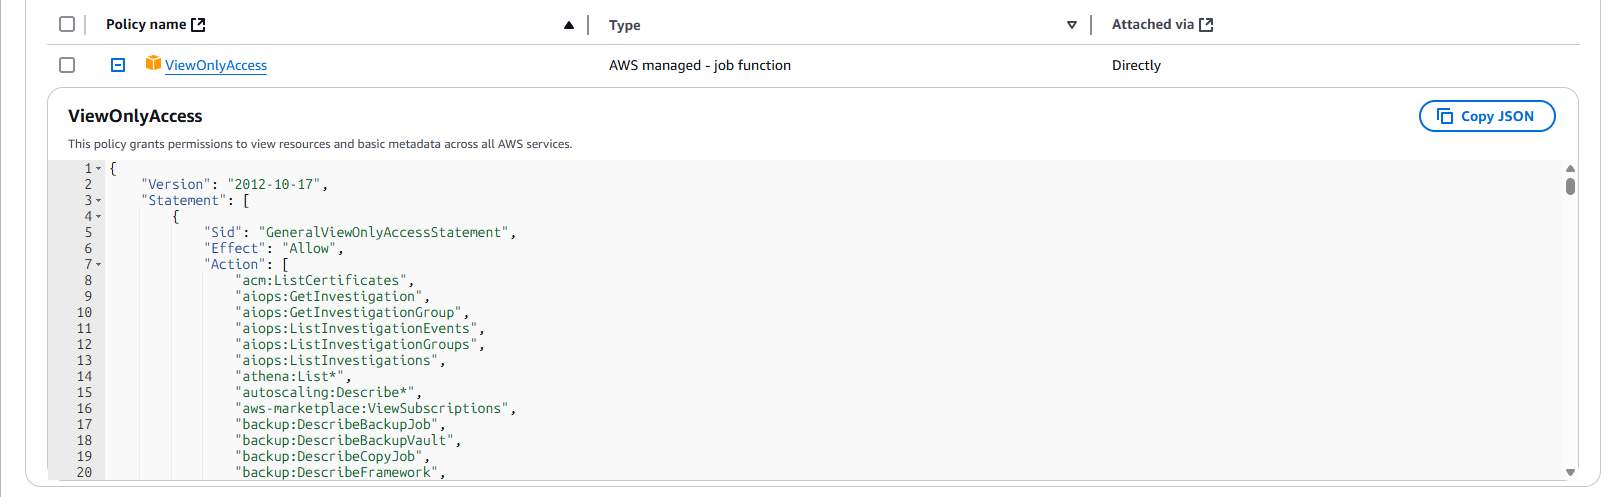 Policy name Type Attached via
ViewOnlyAccess AWS managed - job function Directly
ViewOnlyAccess Copy JSON
This policy grants permissions to view resources and basic metadata across all AWS services.
1 {
2 "Version": "2012-10-17",
3 "Statement": [
4 {
5 "Sid": "GeneralViewOnlyAccessStatement",
6 "Effect": "Allow",
7 "Action": [
8 "acm:ListCertificates",
9 "aiops:GetInvestigation",
10 "aiops:GetInvestigationGroup",
11 "aiops:ListInvestigationEvents",
12 "aiops:ListInvestigationGroups",
13 "aiops:ListInvestigations",
14 "athena:List*",
15 "autoscaling:Describe*",
16 "aws-marketplace:ViewSubscriptions",
17 "backup:DescribeBackupJob",
18 "backup:DescribeBackupVault",
19 "backup:DescribeCopyJob",
20 "backup:DescribeFramework",